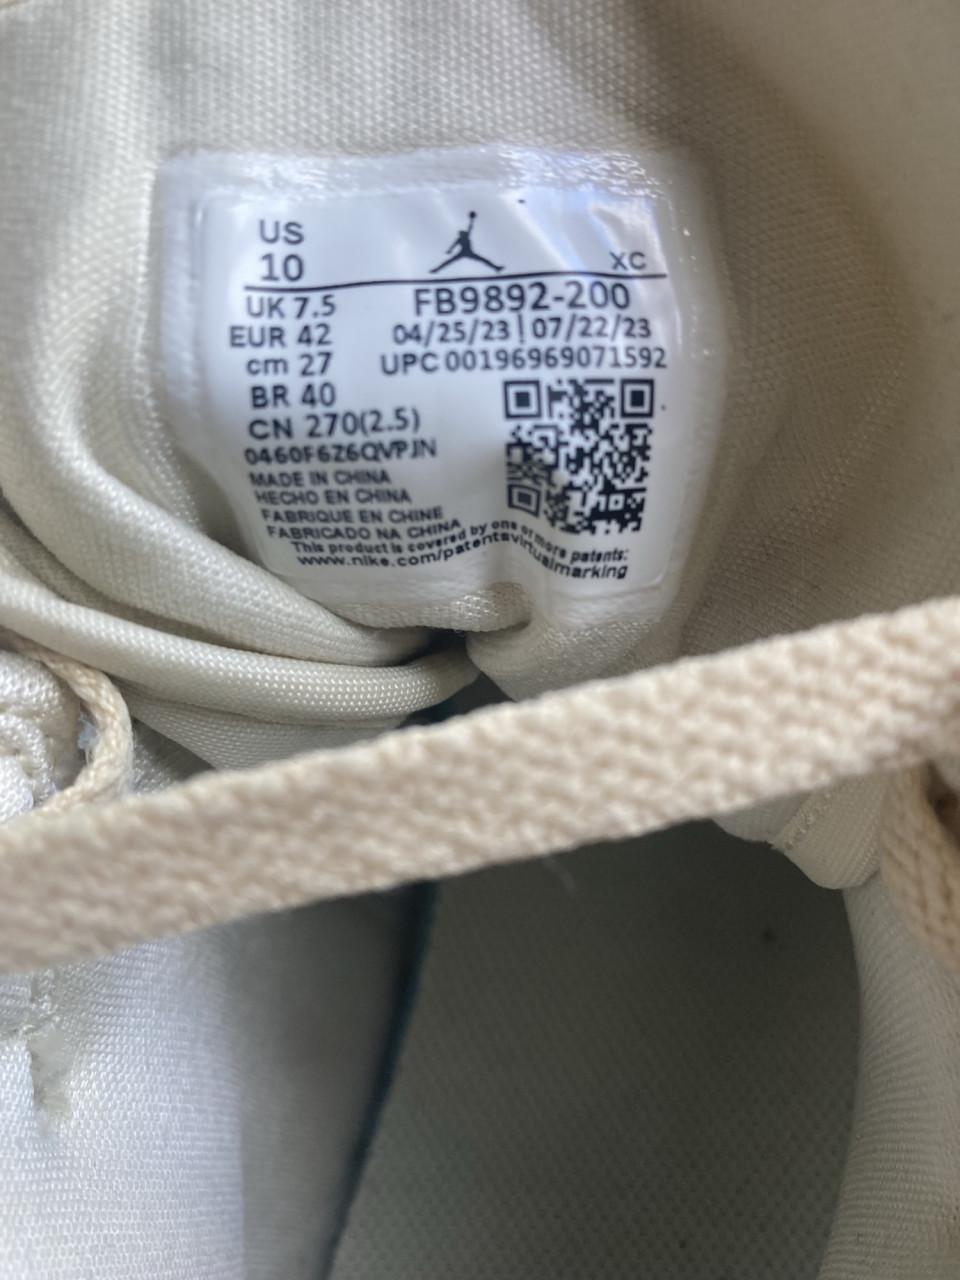 US
10
XC
UK 7.5
FB9892-200
EUR 42
04/25/23 | 07/22/23
cm 27
UPC 00196969071592
BR 40
CN 270(2.5)
0460F6Z6QVPJN
MADE IN CHINA
HECHO EN CHINA
FABRIQUE EN CHINE
FABRICADO NA CHINA
This product is covered by one or more patents:
www.nike.com/patentsvirtualmarking